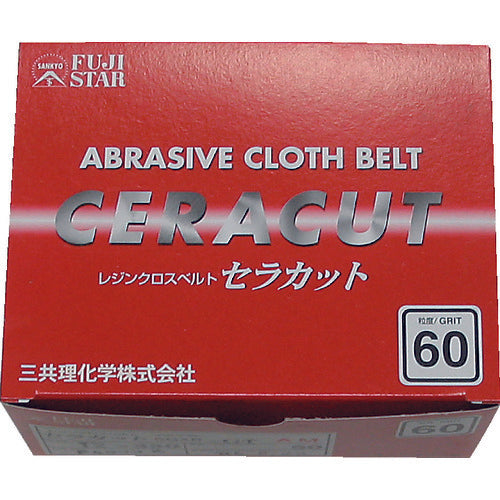 SANKYO
FUJI
STAR
ABRASIVE CLOTH BELT
CERACUT
レジンクロスベルト セラカット
粒度/GRIT
60
三共理化学株式会社
60